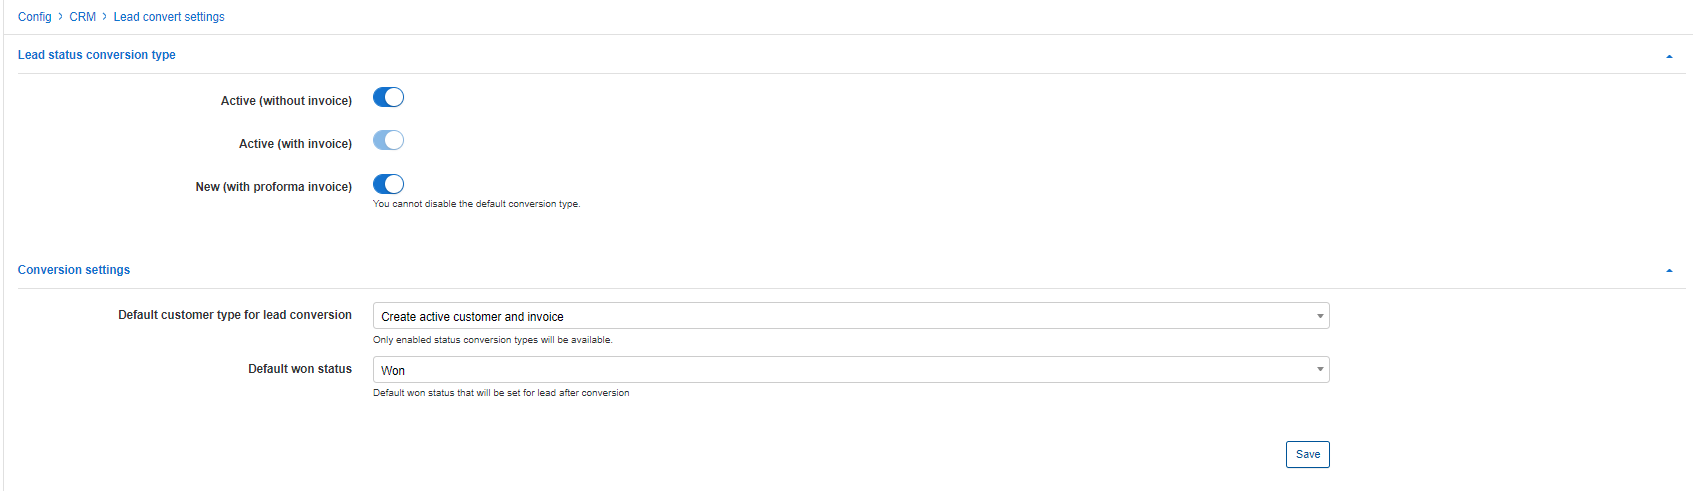 Config > CRM > Lead convert settings
Lead status conversion type
Active (without invoice)
Active (with invoice)
New (with proforma invoice)
You cannot disable the default conversion type.
Conversion settings
Default customer type for lead conversion
Create active customer and invoice
Only enabled status conversion types will be available.
Default won status
Won
Default won status that will be set for lead after conversion
Save